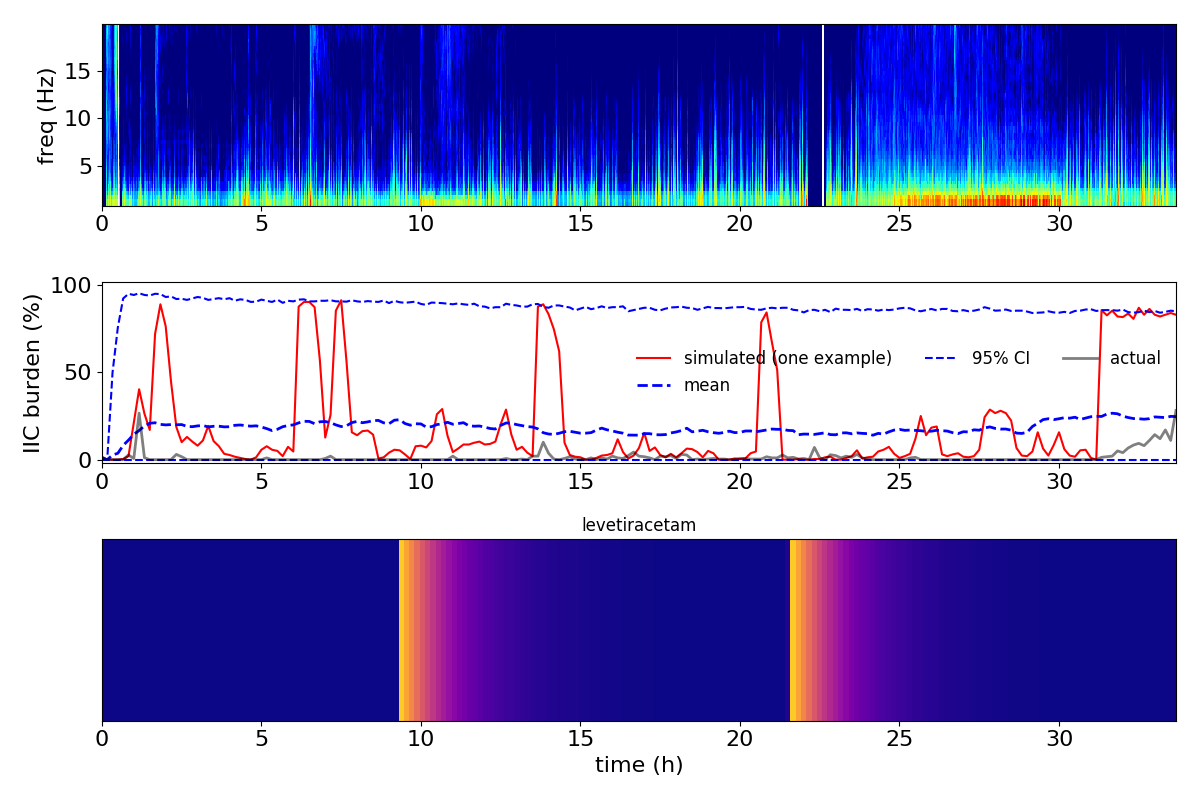 freq (Hz)
15
10
5
0 5 10 15 20 25 30
IIC burden (%)
100
50
0
simulated (one example)
mean
95% CI
actual
0 5 10 15 20 25 30
levetiracetam
0 5 10 15 20 25 30
time (h)